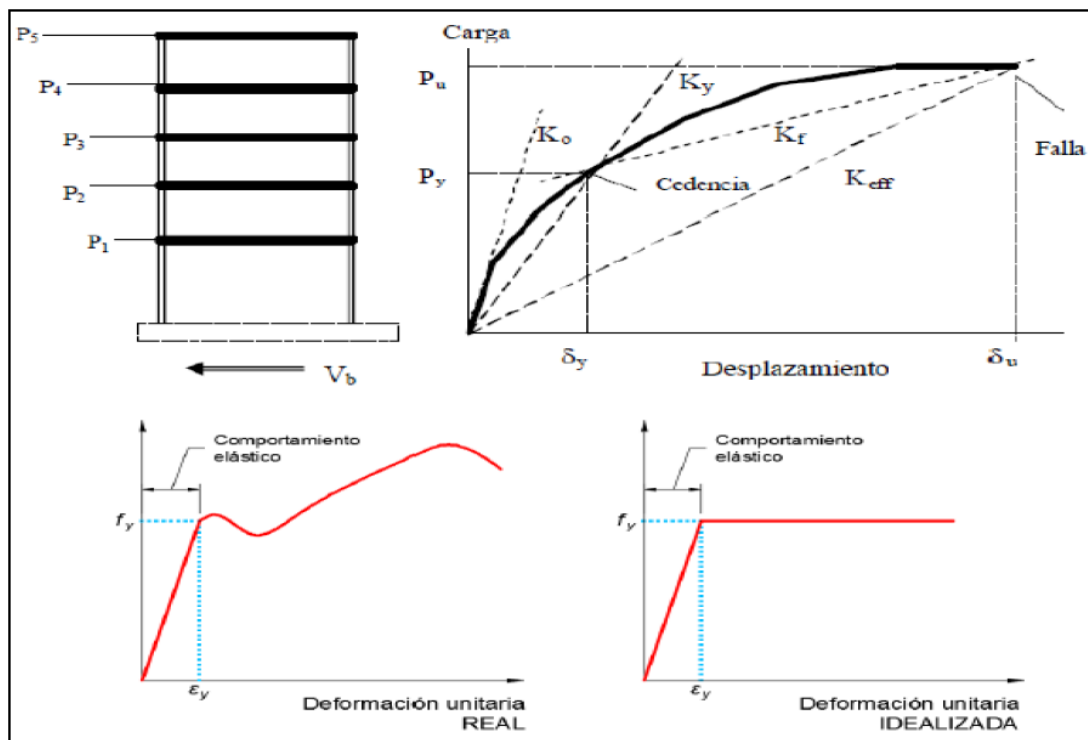 P5
P4
P3
P2
P1
Vb
Carga
Pu
Py
Ko
Ky
Kf
Keff
Cedencia
Falla
δy
Desplazamiento
δu
Comportamiento
elástico
fy
εy
Deformación unitaria
REAL
Comportamiento
elástico
fy
εy
Deformación unitaria
IDEALIZADA